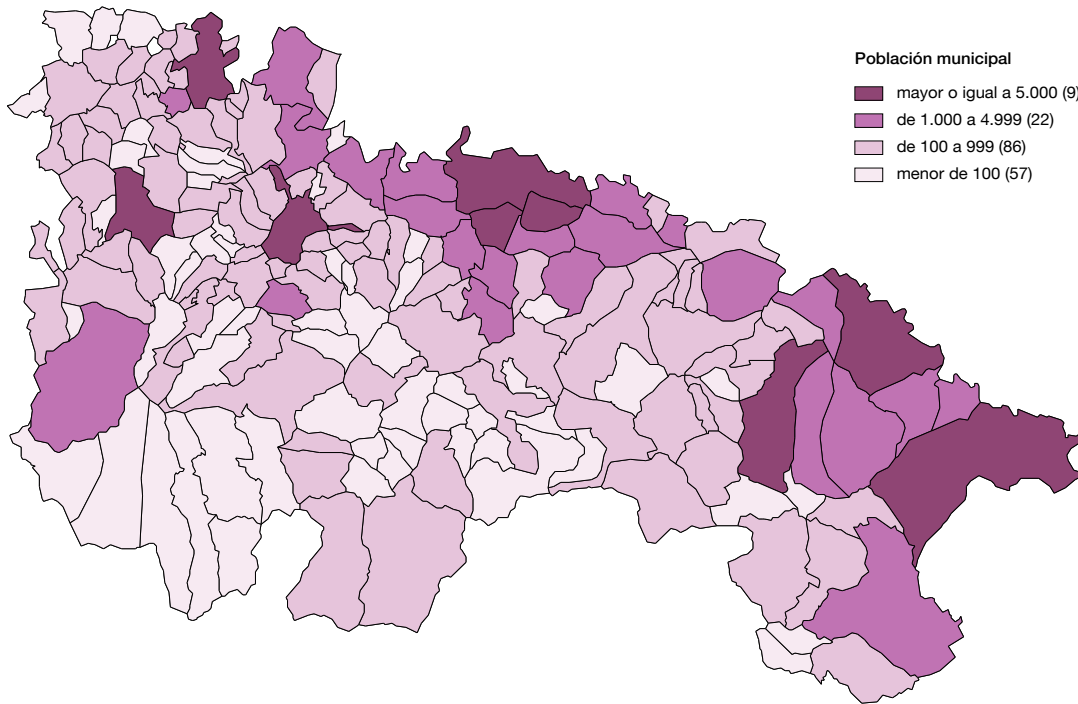 Población municipal
mayor o igual a 5.000 (9)
de 1.000 a 4.999 (22)
de 100 a 999 (86)
menor de 100 (57)